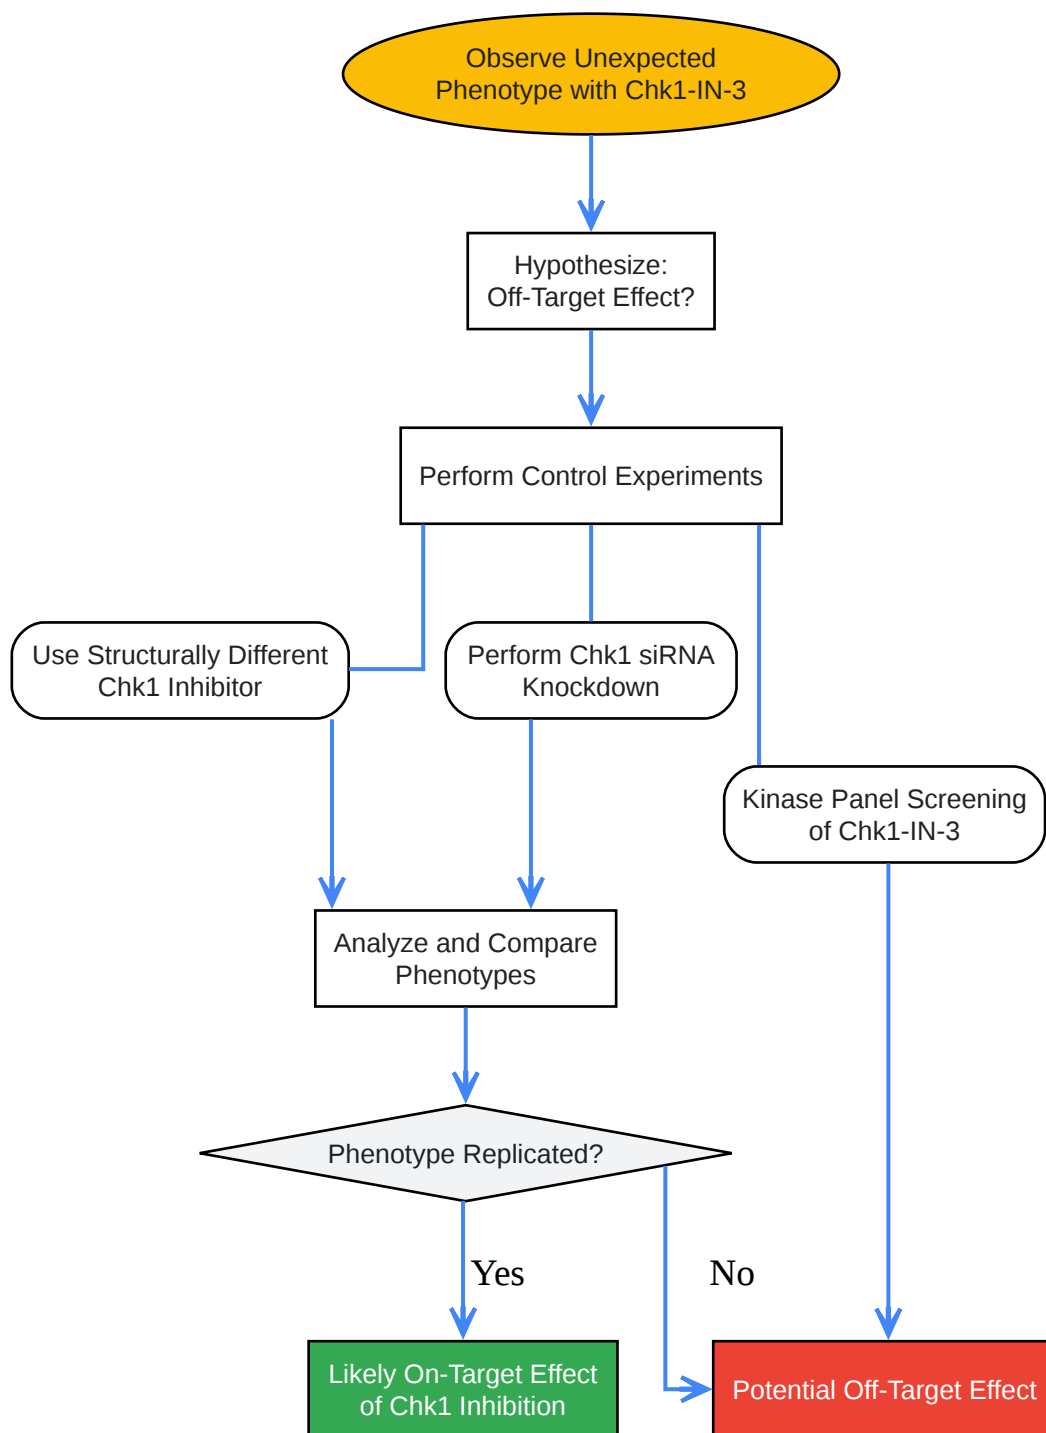 Observe Unexpected
Phenotype with Chk1-IN-3
Hypothesize:
Off-Target Effect?
Perform Control Experiments
Use Structurally Different
Chk1 Inhibitor
Perform Chk1 siRNA
Knockdown
Kinase Panel Screening
of Chk1-IN-3
Analyze and Compare
Phenotypes
Phenotype Replicated?
Yes
No
Likely On-Target Effect
of Chk1 Inhibition
Potential Off-Target Effect